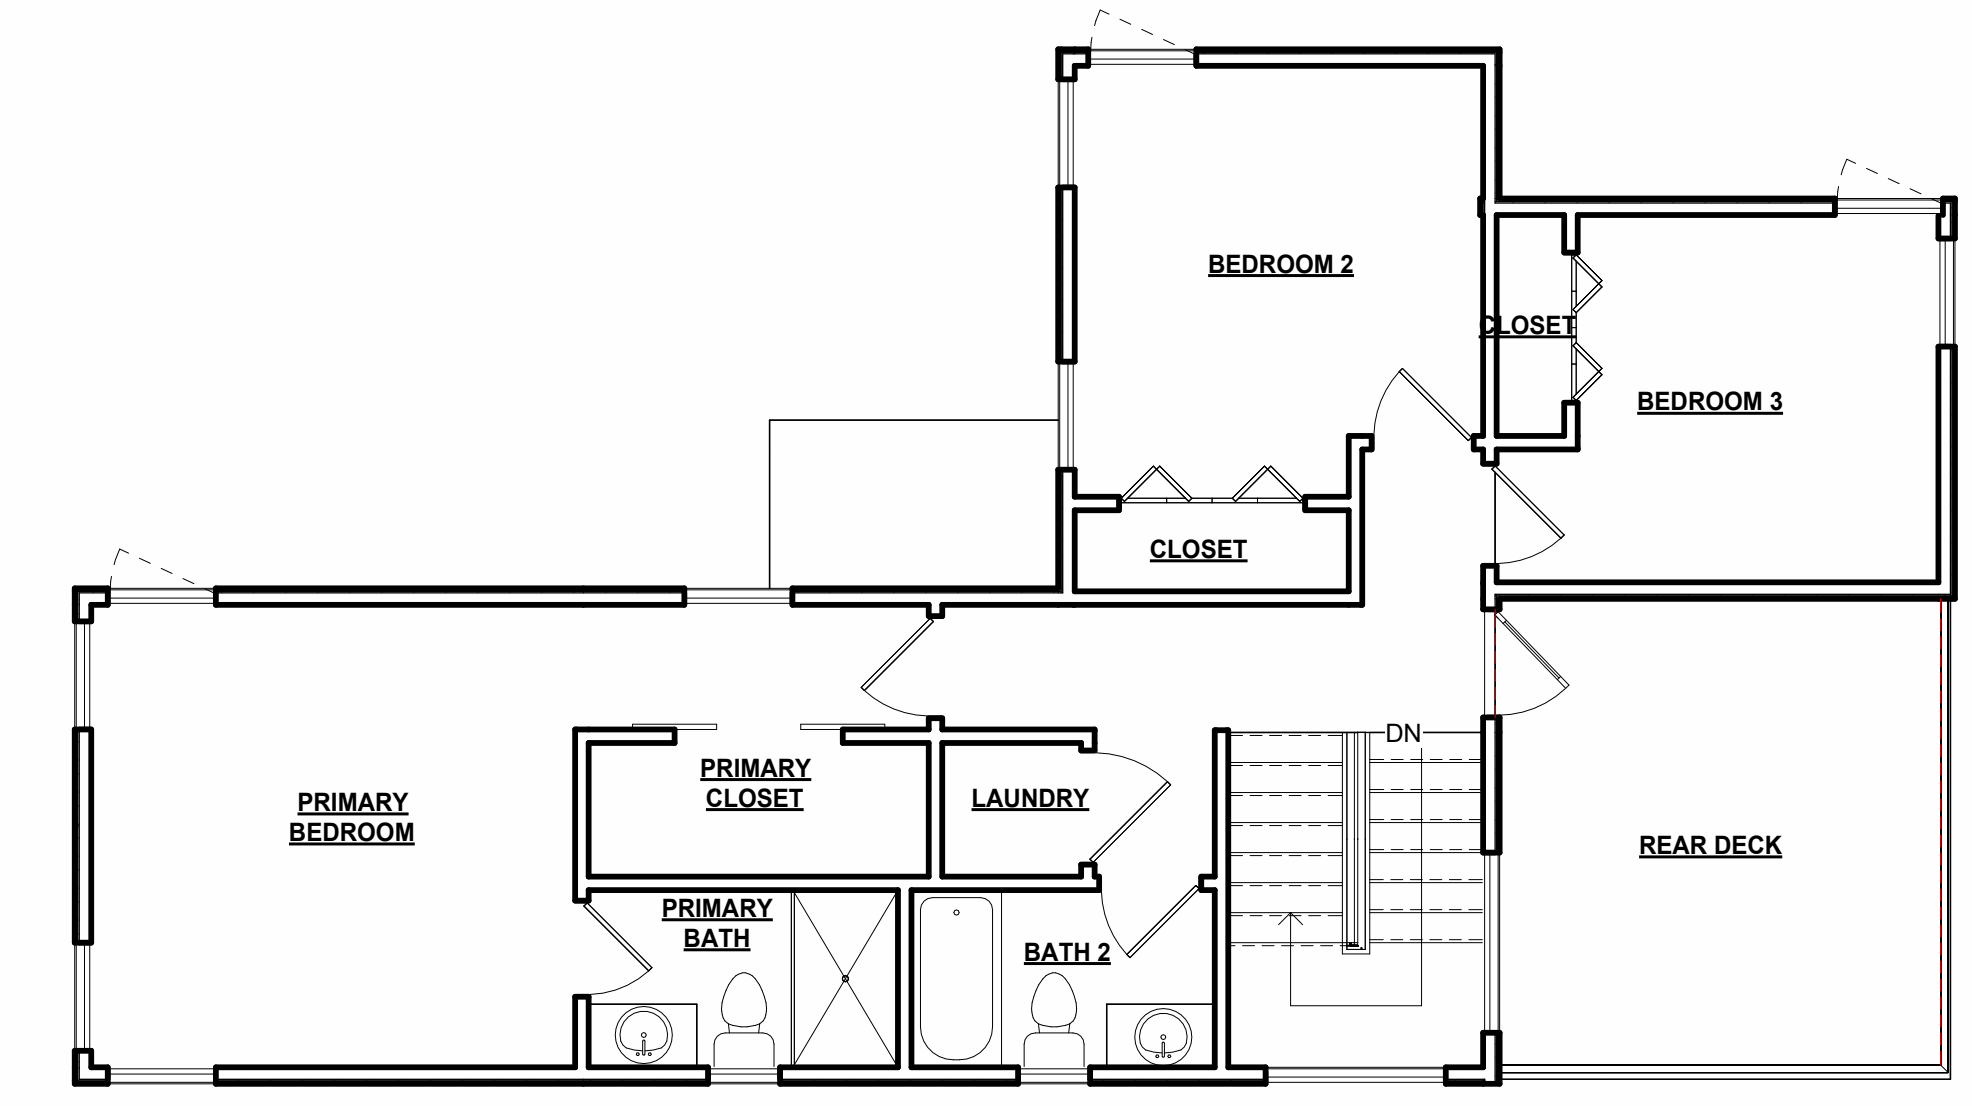 BEDROOM 2
CLOSET
BEDROOM 3
CLOSET
DN
PRIMARY
CLOSET
LAUNDRY
PRIMARY
BEDROOM
REAR DECK
PRIMARY
BATH
BATH 2